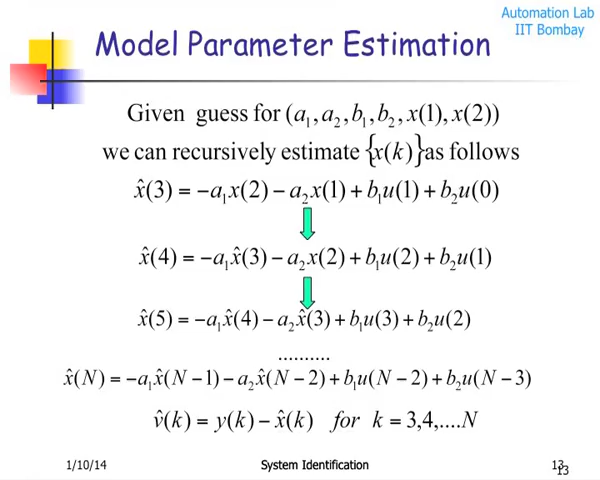 Automation Lab
IIT Bombay
Model Parameter Estimation
Given guess for (a₁, a₂, b₁, b₂, x(1), x(2))
we can recursively estimate {x(k)} as follows
x̂(3) = −a₁x(2) − a₂x(1) + b₁u(1) + b₂u(0)
x̂(4) = −a₁x̂(3) − a₂x(2) + b₁u(2) + b₂u(1)
x̂(5) = −a₁x̂(4) − a₂x̂(3) + b₁u(3) + b₂u(2)
..........
x̂(N) = −a₁x̂(N − 1) − a₂x̂(N − 2) + b₁u(N − 2) + b₂u(N − 3)
v̂(k) = y(k) − x̂(k) for k = 3,4,....N
1/10/14 System Identification 13
13